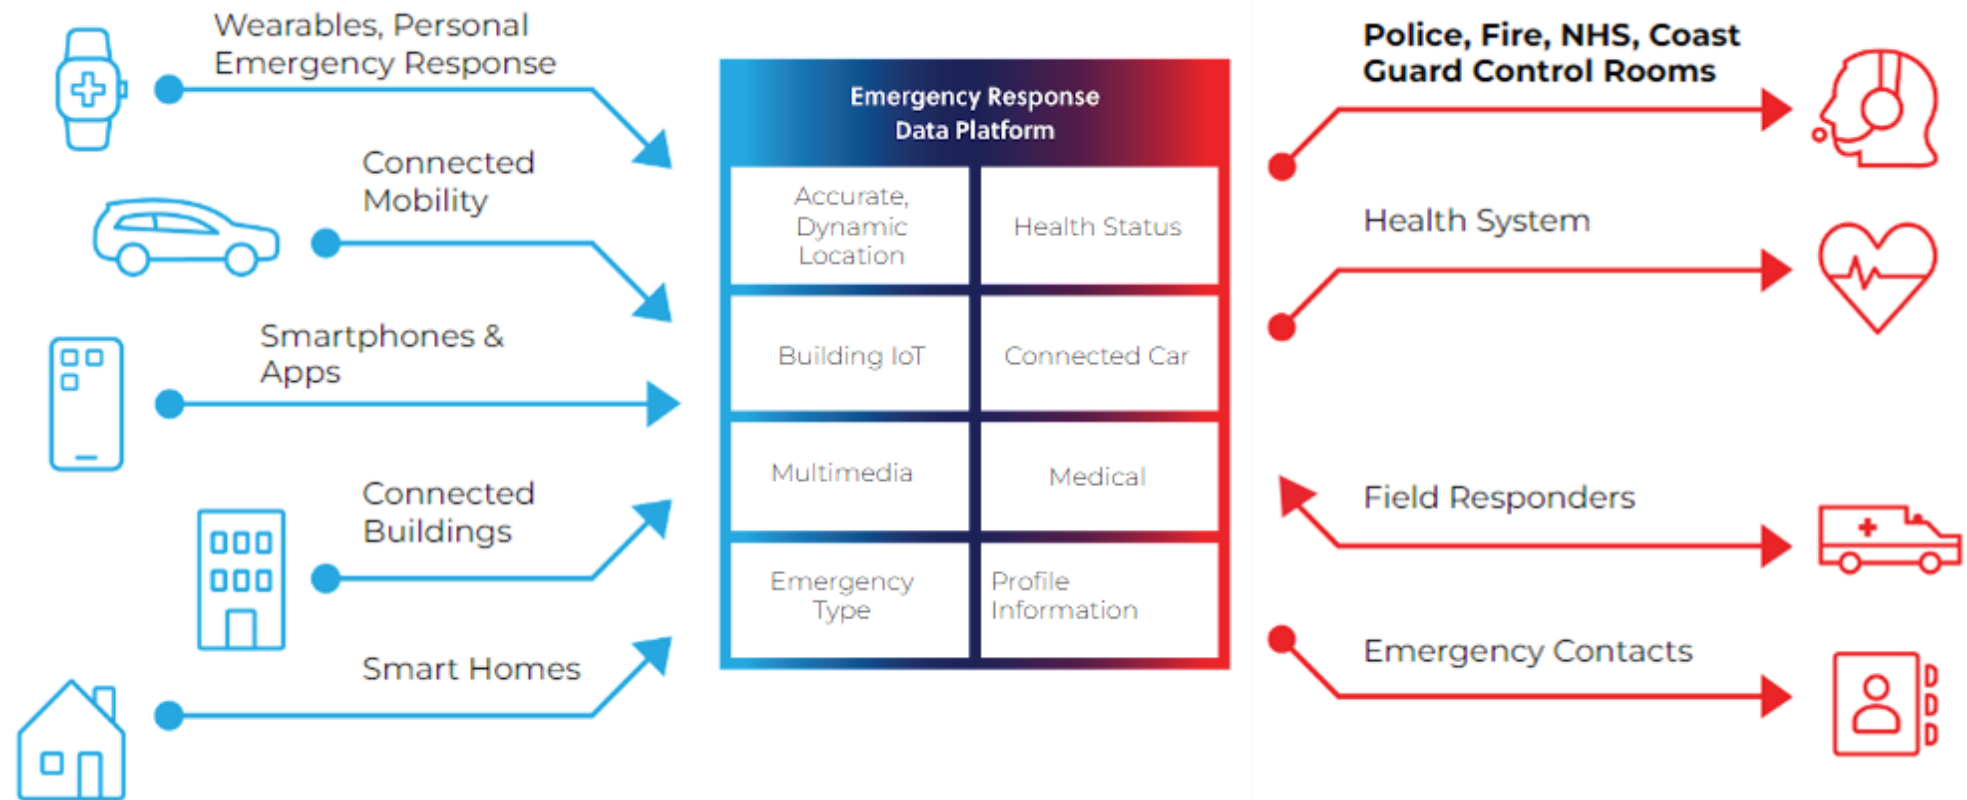 Wearables, Personal
Emergency Response
Connected
Mobility
Smartphones &
Apps
Connected
Buildings
Smart Homes
Emergency Response
Data Platform
Accurate,
Dynamic
Location
Health Status
Building IoT
Connected Car
Multimedia
Medical
Emergency
Type
Profile
Information
Police, Fire, NHS, Coast
Guard Control Rooms
Health System
Field Responders
Emergency Contacts